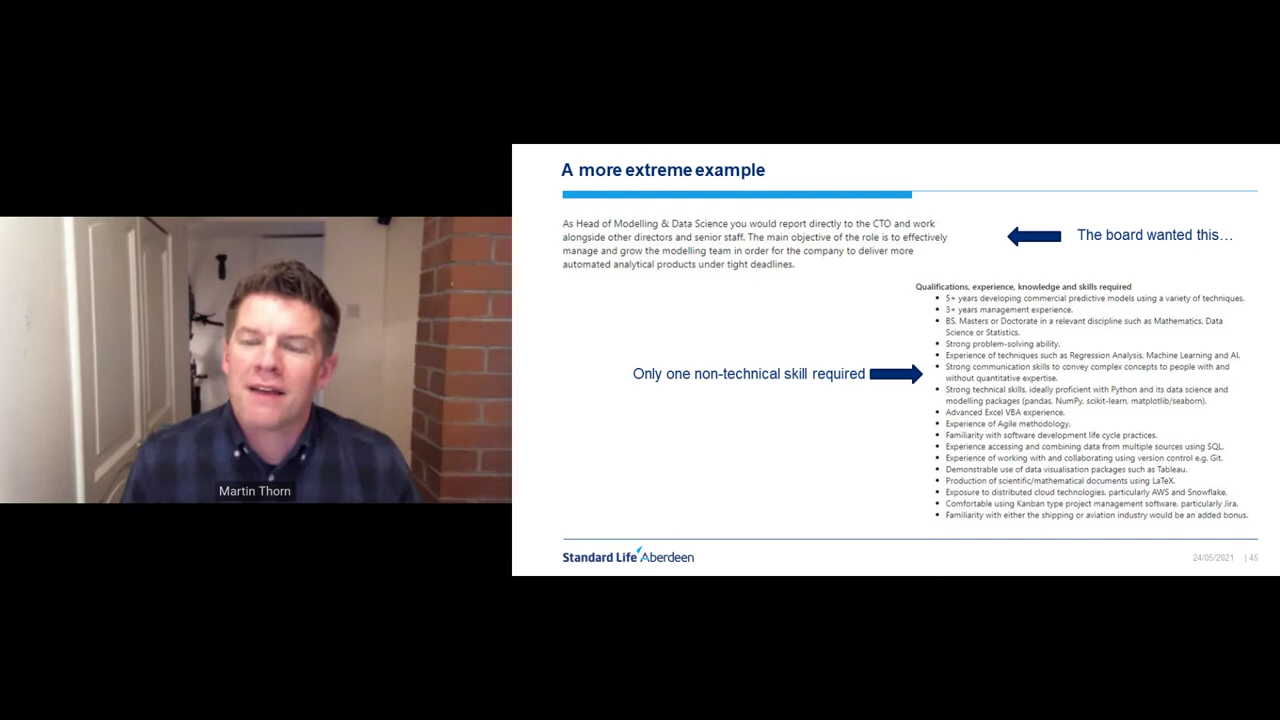 A more extreme example
As Head of Modelling & Data Science you would report directly to the CTO and work
alongside other directors and senior staff. The main objective of the role is to effectively
manage and grow the modelling team in order for the company to deliver more
automated analytical products under tight deadlines.
The board wanted this…
Qualifications, experience, knowledge and skills required
• 5+ years developing commercial predictive models using a variety of techniques.
• 3+ years management experience.
• BS, Masters or Doctorate in a relevant discipline such as Mathematics, Data
Science or Statistics.
• Strong problem-solving ability.
• Experience of techniques such as Regression Analysis, Machine Learning and AI.
• Strong communication skills to convey complex concepts to people with and
without quantitative expertise.
• Strong technical skills, ideally proficient with Python and its data science and
modelling packages (pandas, NumPy, scikit-learn, matplotlib/seaborn).
• Advanced Excel VBA experience.
• Experience of Agile methodology.
• Familiarity with software development life cycle practices.
• Experience accessing and combining data from multiple sources using SQL.
• Experience of working with and collaborating using version control e.g. Git.
• Demonstrable use of data visualisation packages such as Tableau.
• Production of scientific/mathematical documents using LaTeX.
• Exposure to distributed cloud technologies, particularly AWS and Snowflake.
• Comfortable using Kanban type project management software, particularly Jira.
• Familiarity with either the shipping or aviation industry would be an added bonus.
Only one non-technical skill required
Martin Thorn
Standard Life Aberdeen
24/05/2021 | 45